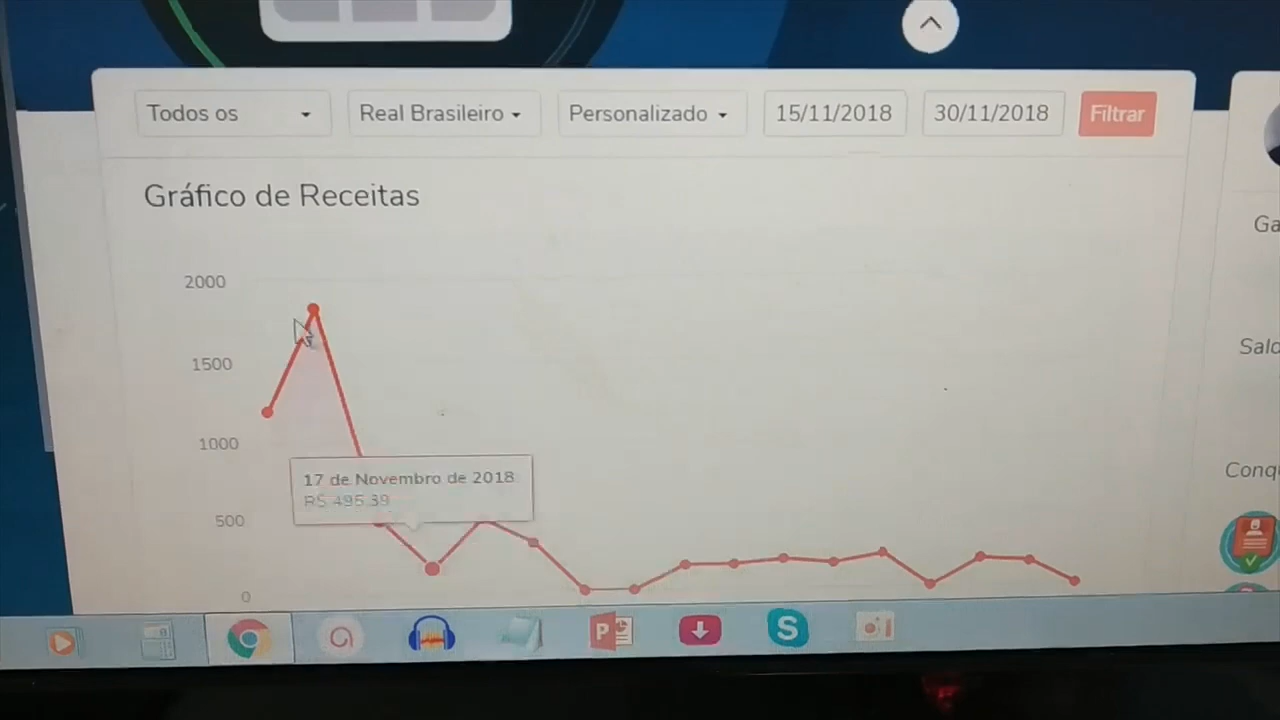 Todos os
Real Brasileiro
Personalizado
15/11/2018
30/11/2018
Filtrar
Gráfico de Receitas
2000
1500
1000
500
0
17 de Novembro de 2018
R$ 495.39
Ga
Sald
Conq